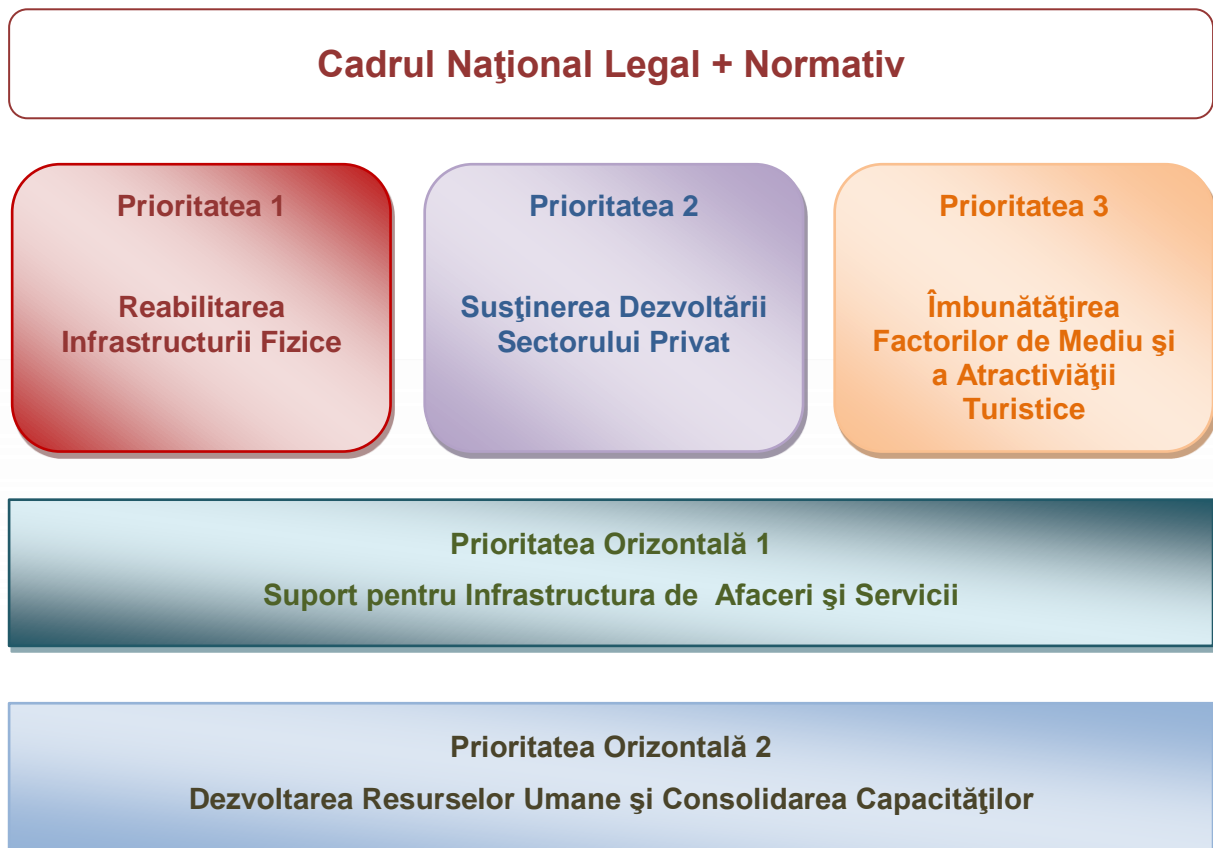 Cadrul Naţional Legal + Normativ
Prioritatea 1
Reabilitarea
Infrastructurii Fizice
Prioritatea 2
Susţinerea Dezvoltării
Sectorului Privat
Prioritatea 3
Îmbunătăţirea
Factorilor de Mediu şi
a Atractiviăţii
Turistice
Prioritatea Orizontală 1
Suport pentru Infrastructura de Afaceri şi Servicii
Prioritatea Orizontală 2
Dezvoltarea Resurselor Umane şi Consolidarea Capacităţilor